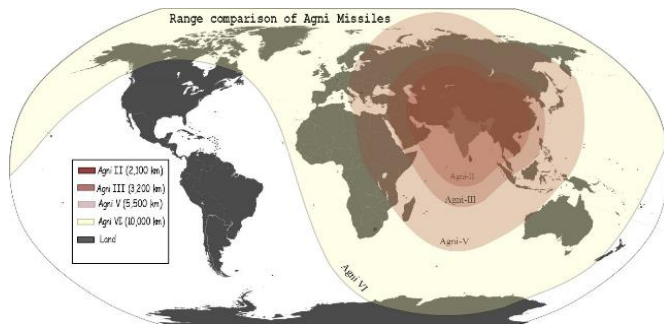 Range comparison of Agni Missiles
Agni II (2,100 km)
Agni III (3,200 km)
Agni V (5,500 km)
Agni VI (10,000 km)
Land
Agni-II
Agni-III
Agni-V
Agni VI